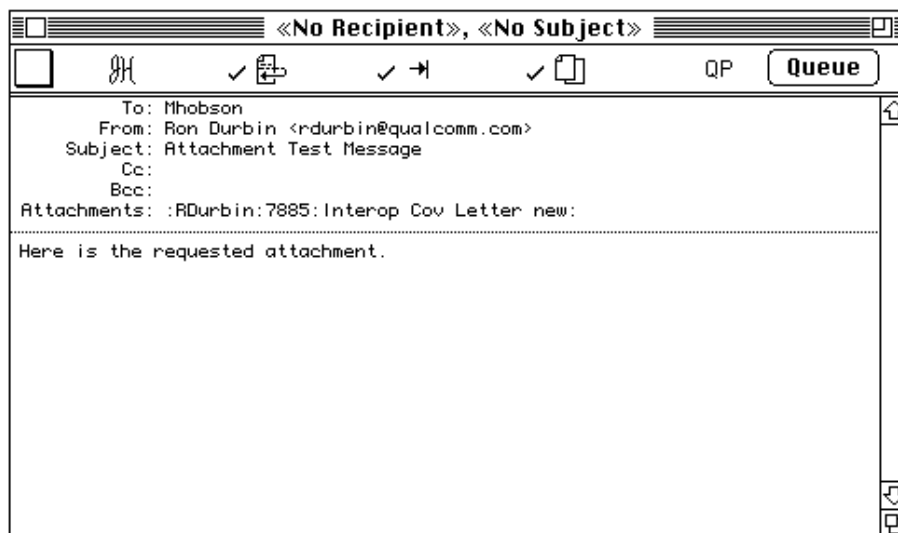 «No Recipient», «No Subject»
QP Queue
To: Mhobson
From: Ron Durbin <rdurbin@qualcomm.com>
Subject: Attachment Test Message
Cc:
Bcc:
Attachments: :RDurbin:7885:Interop Cov Letter new:
Here is the requested attachment.